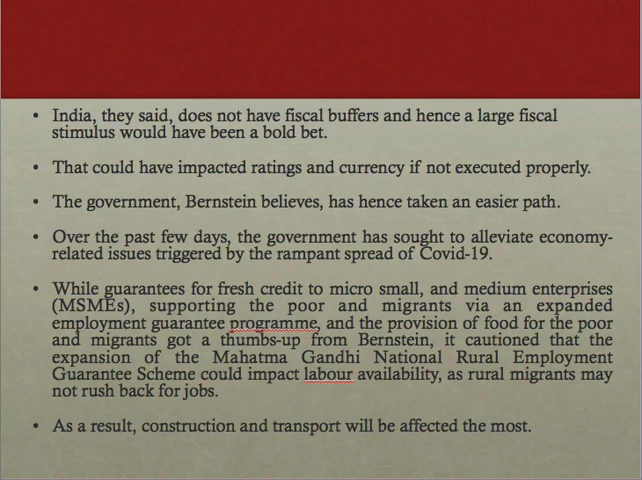 • India, they said, does not have fiscal buffers and hence a large fiscal
stimulus would have been a bold bet.
• That could have impacted ratings and currency if not executed properly.
• The government, Bernstein believes, has hence taken an easier path.
• Over the past few days, the government has sought to alleviate economy-
related issues triggered by the rampant spread of Covid-19.
• While guarantees for fresh credit to micro small, and medium enterprises
(MSMEs), supporting the poor and migrants via an expanded
employment guarantee programme, and the provision of food for the poor
and migrants got a thumbs-up from Bernstein, it cautioned that the
expansion of the Mahatma Gandhi National Rural Employment
Guarantee Scheme could impact labour availability, as rural migrants may
not rush back for jobs.
• As a result, construction and transport will be affected the most.